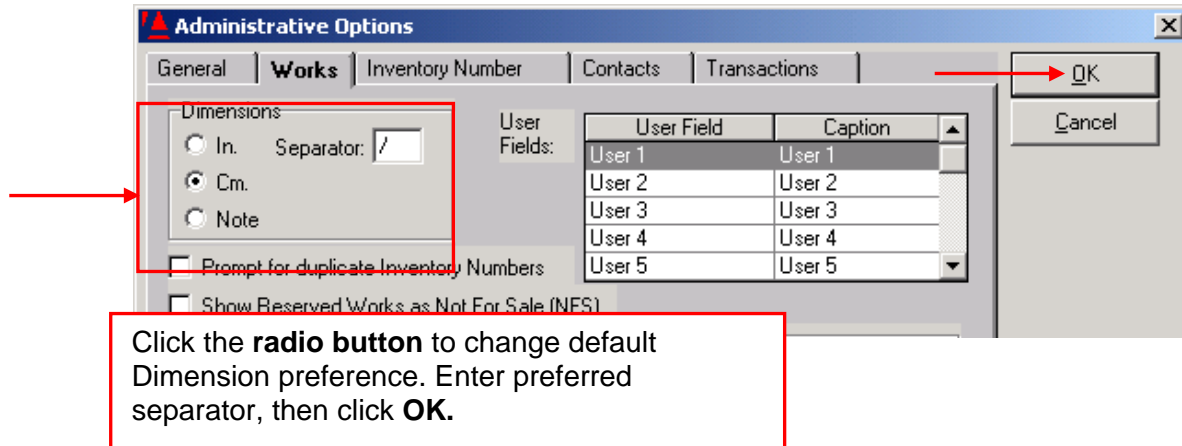 Administrative Options
General Works Inventory Number Contacts Transactions
OK
Cancel
Dimensions
In. Separator: /
Cm.
Note
User
Fields:
User Field Caption
User 1 User 1
User 2 User 2
User 3 User 3
User 4 User 4
User 5 User 5
Prompt for duplicate Inventory Numbers
Show Reserved Works as Not For Sale (NFS)
Click the radio button to change default
Dimension preference. Enter preferred
separator, then click OK.